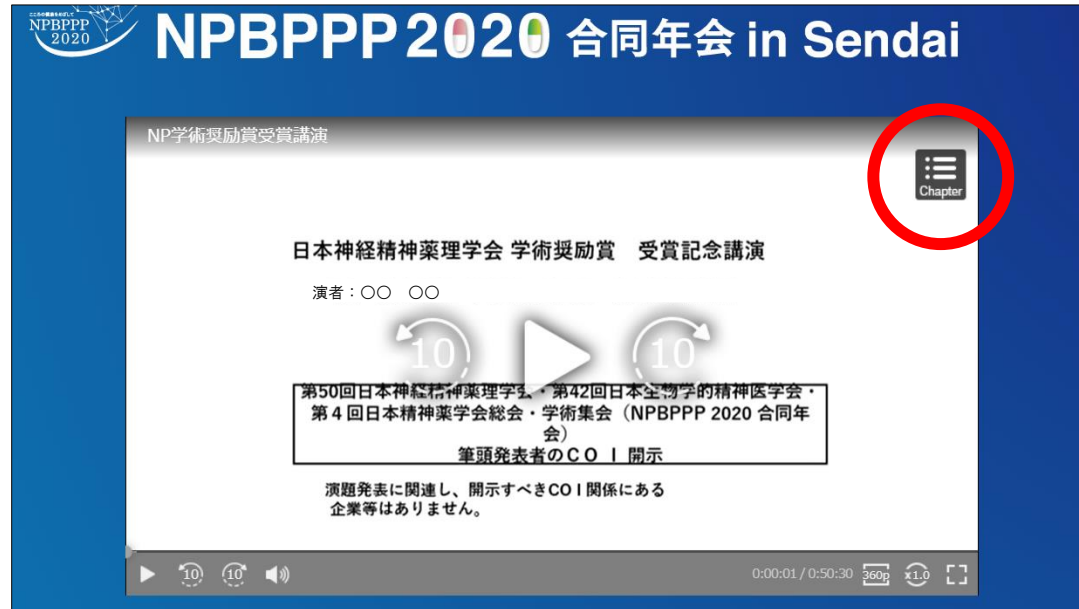 NPBPPP
2020
NPBPPP2020 合同年会 in Sendai
NP学術奨励賞受賞講演
Chapter
日本神経精神薬理学会 学術奨励賞　受賞記念講演
演者：〇〇　〇〇
10
10
第50回日本神経精神薬理学会・第42回日本生物学的精神医学会・
第４回日本精神薬学会総会・学術集会（NPBPPP 2020 合同年
会）
筆頭発表者のＣＯ Ｉ 開示
演題発表に関連し、開示すべきCO I 関係にある
企業等はありません。
10
10
0:00:01 / 0:50:30
360p
x1.0